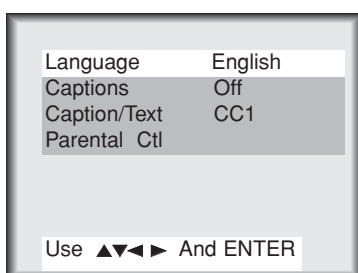 Language English
Captions Off
Caption/Text CC1
Parental Ctl
Use ▲▼◄ ► And ENTER